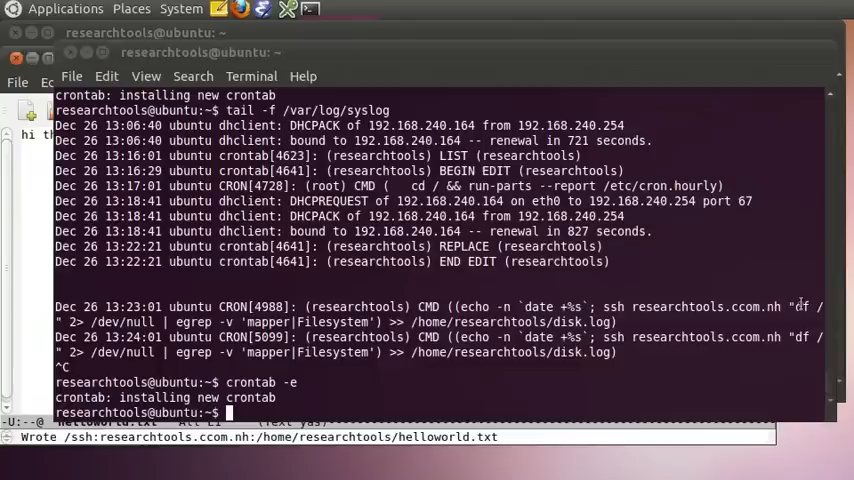 Applications Places System
researchtools@ubuntu: ~
researchtools@ubuntu: ~
File
File Edit View Search Terminal Help
hi th
crontab: installing new crontab
researchtools@ubuntu:~$ tail -f /var/log/syslog
Dec 26 13:06:40 ubuntu dhclient: DHCPACK of 192.168.240.164 from 192.168.240.254
Dec 26 13:06:40 ubuntu dhclient: bound to 192.168.240.164 -- renewal in 721 seconds.
Dec 26 13:16:01 ubuntu crontab[4623]: (researchtools) LIST (researchtools)
Dec 26 13:16:29 ubuntu crontab[4641]: (researchtools) BEGIN EDIT (researchtools)
Dec 26 13:17:01 ubuntu CRON[4728]: (root) CMD (   cd / && run-parts --report /etc/cron.hourly)
Dec 26 13:18:41 ubuntu dhclient: DHCPREQUEST of 192.168.240.164 on eth0 to 192.168.240.254 port 67
Dec 26 13:18:41 ubuntu dhclient: DHCPACK of 192.168.240.164 from 192.168.240.254
Dec 26 13:18:41 ubuntu dhclient: bound to 192.168.240.164 -- renewal in 827 seconds.
Dec 26 13:22:21 ubuntu crontab[4641]: (researchtools) REPLACE (researchtools)
Dec 26 13:22:21 ubuntu crontab[4641]: (researchtools) END EDIT (researchtools)
Dec 26 13:23:01 ubuntu CRON[4988]: (researchtools) CMD ((echo -n `date +%s`; ssh researchtools.ccom.nh "df /
" 2> /dev/null | egrep -v 'mapper|Filesystem') >> /home/researchtools/disk.log)
Dec 26 13:24:01 ubuntu CRON[5099]: (researchtools) CMD ((echo -n `date +%s`; ssh researchtools.ccom.nh "df /
" 2> /dev/null | egrep -v 'mapper|Filesystem') >> /home/researchtools/disk.log)
^C
researchtools@ubuntu:~$ crontab -e
crontab: installing new crontab
researchtools@ubuntu:~$
-U:--@ helloworld.txt All L1 (Text yas)
Wrote /ssh:researchtools.ccom.nh:/home/researchtools/helloworld.txt